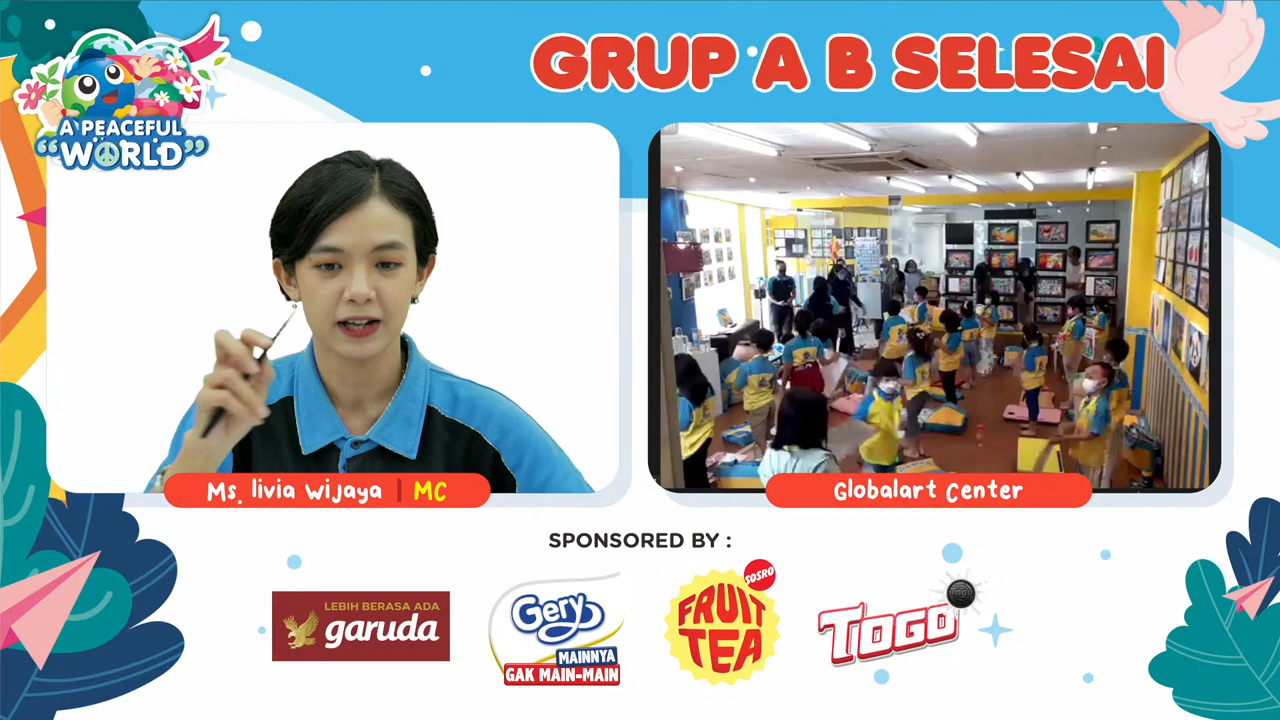 GRUP A B SELESAI
A PEACEFUL
"WORLD"
Ms. livia wijaya | MC
Globalart Center
SPONSORED BY :
LEBIH BERASA ADA
garuda
Gery
MAINNYA
GAK MAIN-MAIN
SOSRO
FRUIT
TEA
TOGO